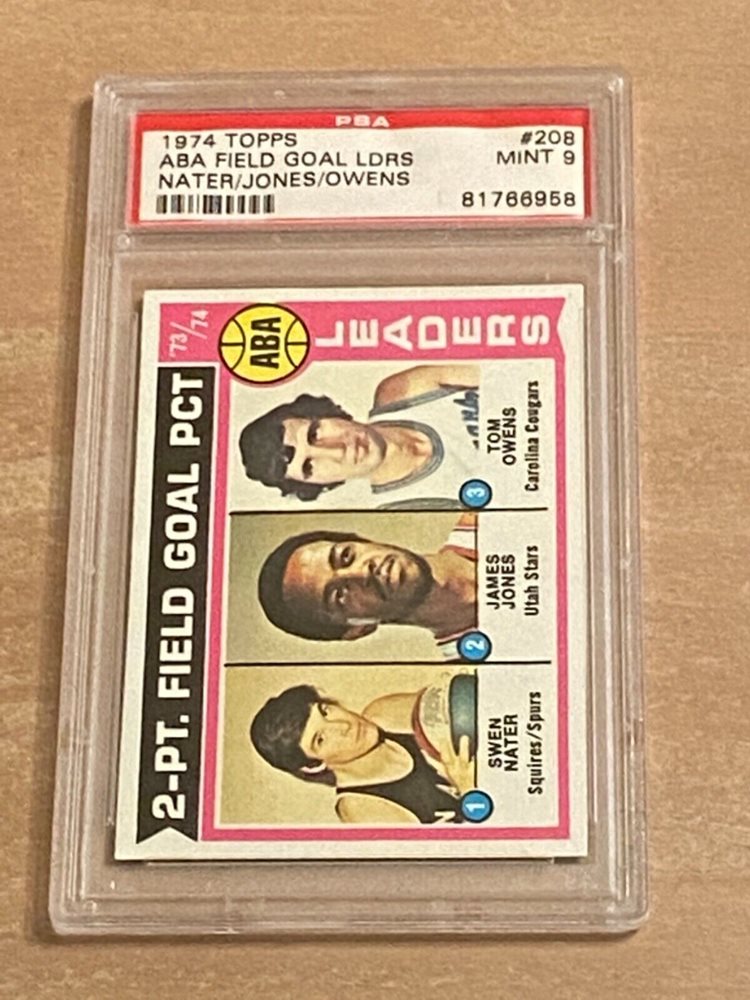 PSA
1974 TOPPS #208
ABA FIELD GOAL LDRS MINT 9
NATER/JONES/OWENS
81766958
2-PT. FIELD GOAL PCT '73/74
ABA
LEADERS
1
SWEN
NATER
Squires/Spurs
2
JAMES
JONES
Utah Stars
3
TOM
OWENS
Carolina Cougars